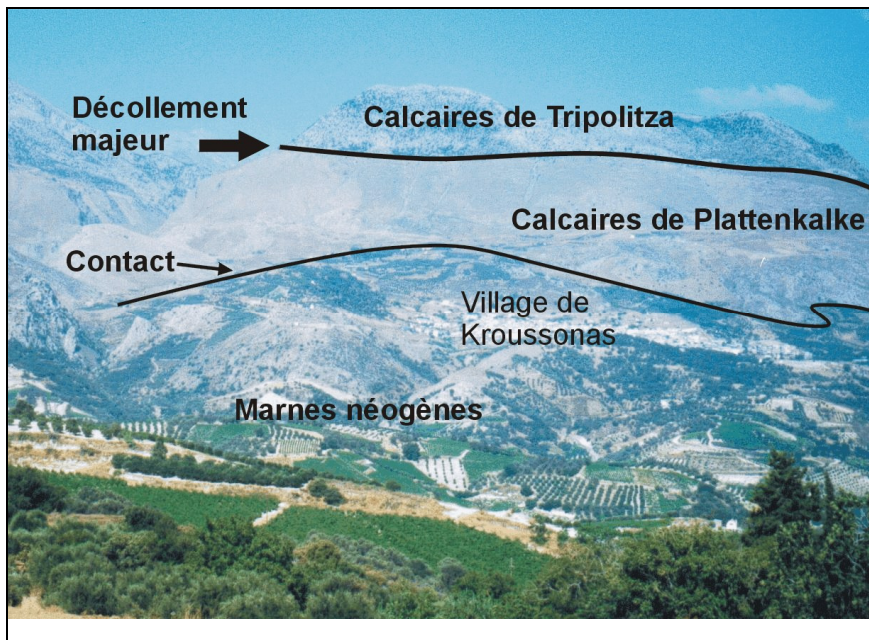 Décollement
majeur
Calcaires de Tripolitza
Calcaires de Plattenkalke
Contact
Village de
Kroussonas
Marnes néogènes